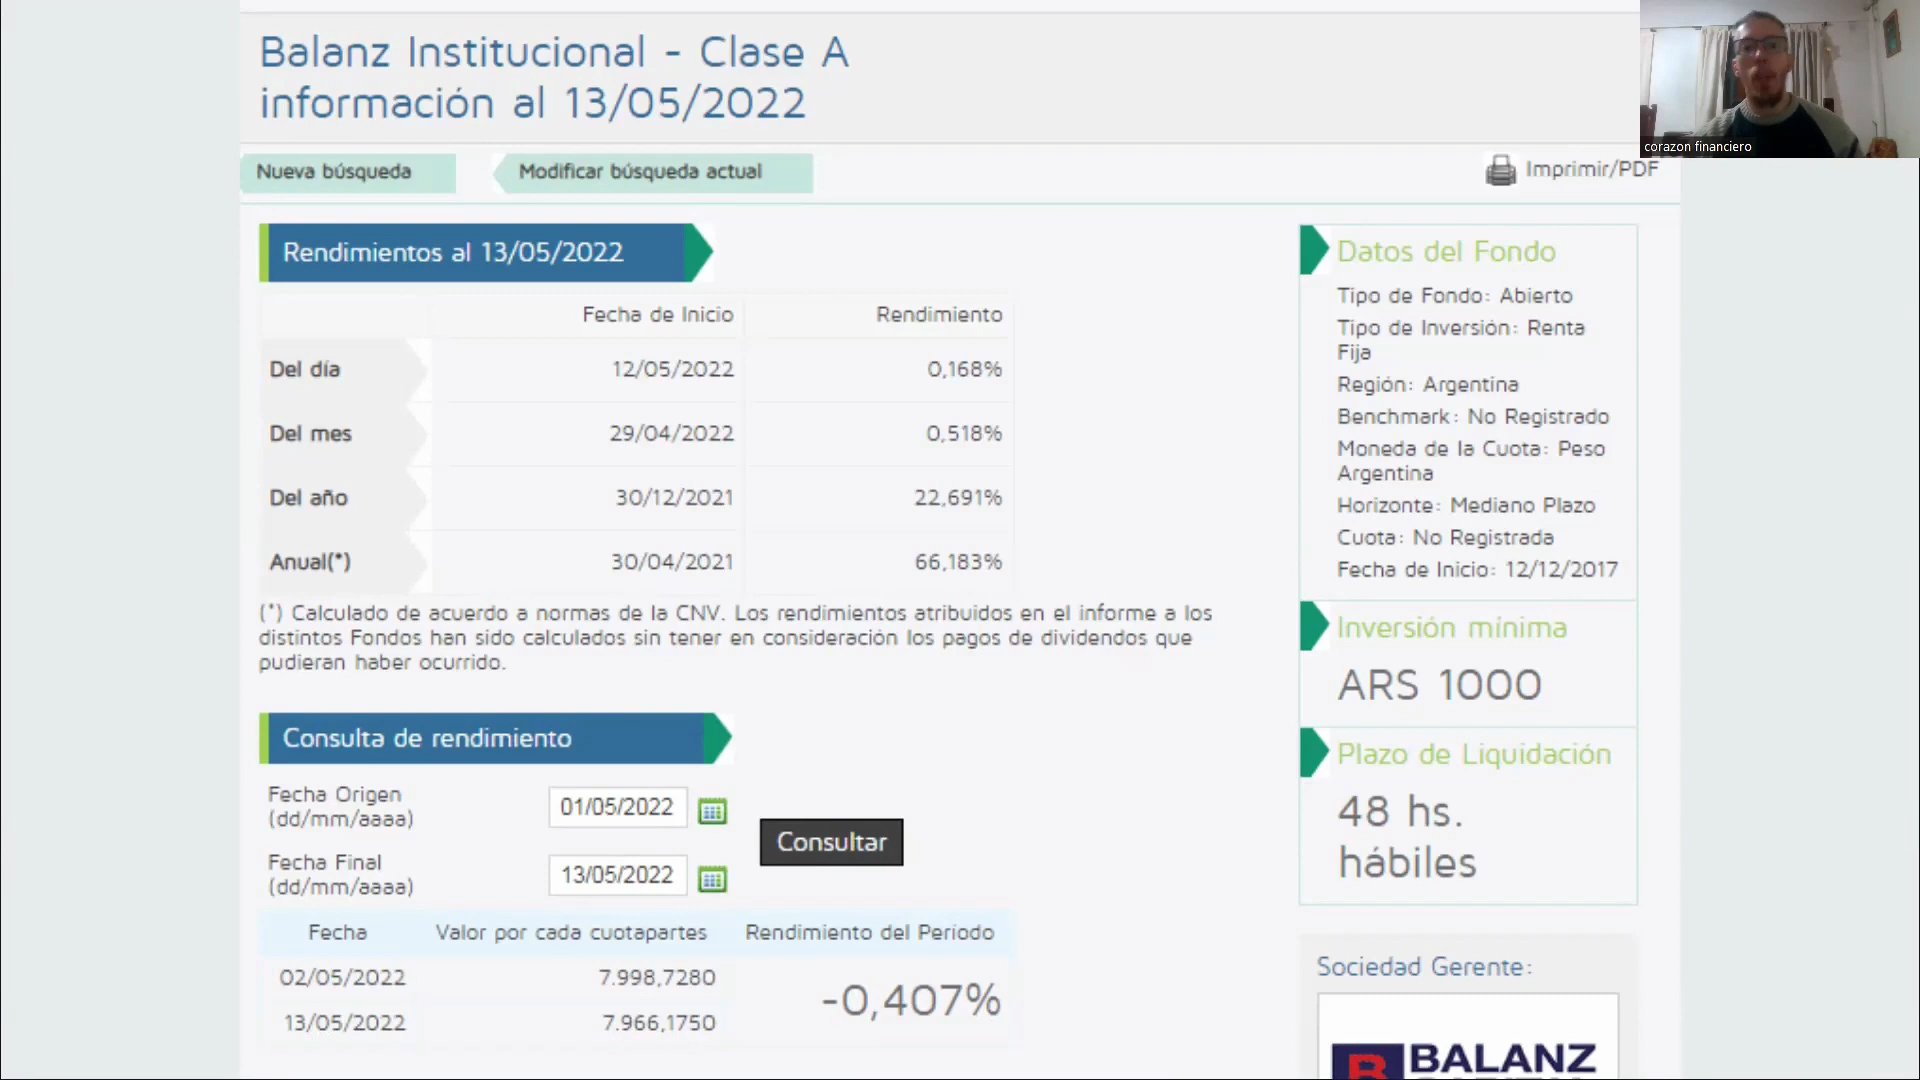 Balanz Institucional - Clase A
información al 13/05/2022
corazon financiero
Nueva búsqueda
Modificar búsqueda actual
Imprimir/PDF
Rendimientos al 13/05/2022
Fecha de Inicio Rendimiento
Del día 12/05/2022 0,168%
Del mes 29/04/2022 0,518%
Del año 30/12/2021 22,691%
Anual(*) 30/04/2021 66,183%
(*) Calculado de acuerdo a normas de la CNV. Los rendimientos atribuidos en el informe a los
distintos Fondos han sido calculados sin tener en consideración los pagos de dividendos que
pudieran haber ocurrido.
Consulta de rendimiento
Fecha Origen
(dd/mm/aaaa)
01/05/2022
Fecha Final
(dd/mm/aaaa)
13/05/2022
Consultar
Fecha Valor por cada cuotapartes Rendimiento del Período
02/05/2022 7.998,7280
13/05/2022 7.966,1750
-0,407%
Datos del Fondo
Tipo de Fondo: Abierto
Tipo de Inversión: Renta
Fija
Región: Argentina
Benchmark: No Registrado
Moneda de la Cuota: Peso
Argentina
Horizonte: Mediano Plazo
Cuota: No Registrada
Fecha de Inicio: 12/12/2017
Inversión mínima
ARS 1000
Plazo de Liquidación
48 hs.
hábiles
Sociedad Gerente:
BALANZ